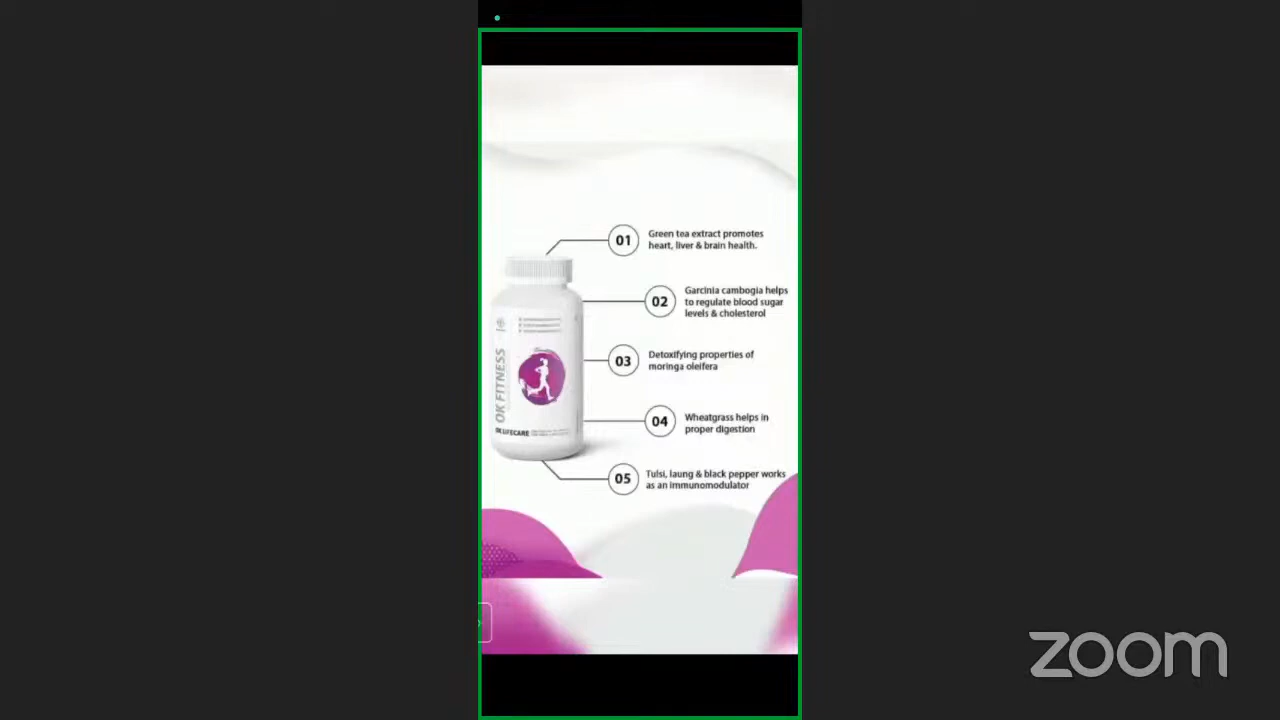 01
Green tea extract promotes
heart, liver & brain health.
02
Garcinia cambogia helps
to regulate blood sugar
levels & cholesterol
03
Detoxifying properties of
moringa oleifera
04
Wheatgrass helps in
proper digestion
05
Tulsi, laung & black pepper works
as an immunomodulator
OK FITNESS
OK LIFECARE
zoom